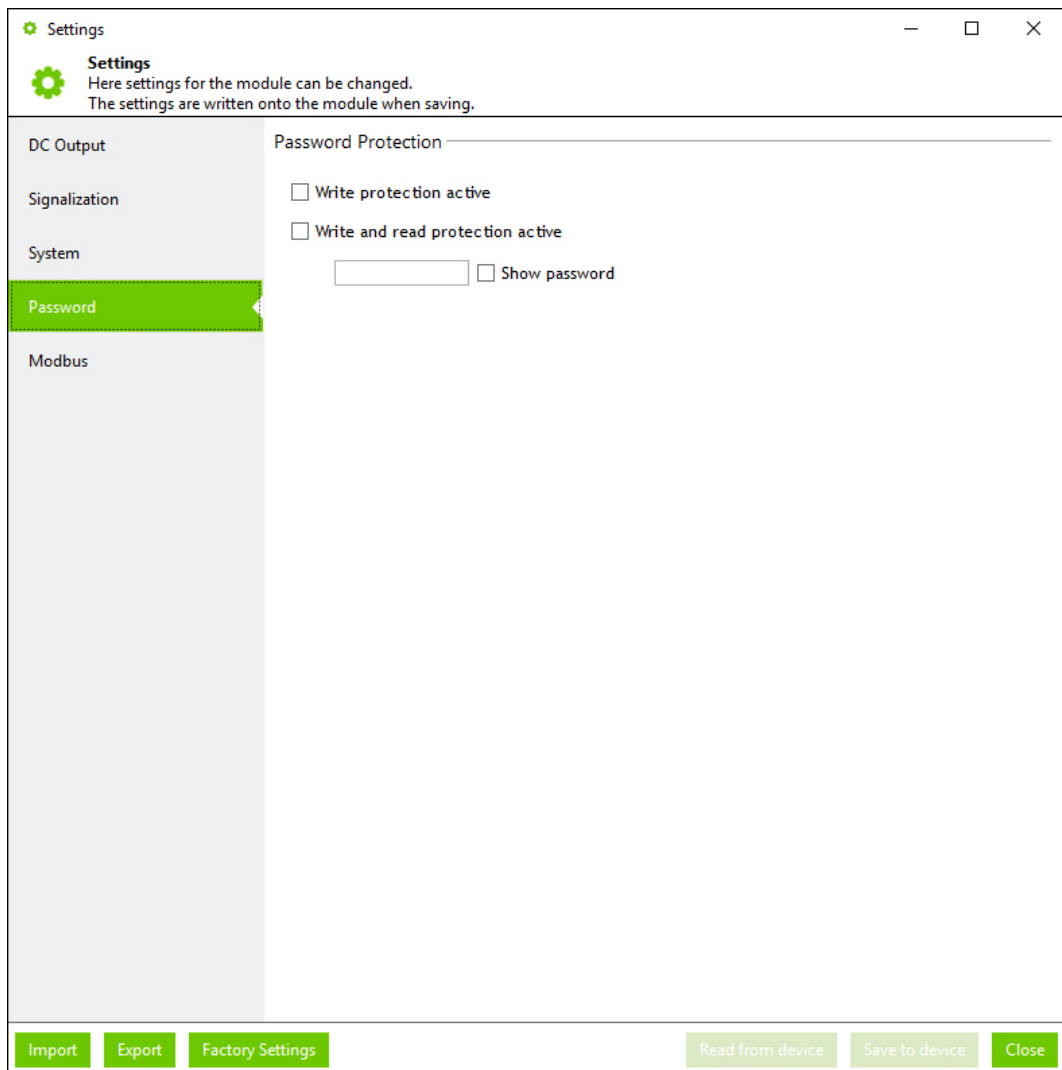 Settings
Settings
Here settings for the module can be changed.
The settings are written onto the module when saving.
DC Output
Signalization
System
Password
Modbus
Password Protection
Write protection active
Write and read protection active
Show password
Import
Export
Factory Settings
Read from device
Save to device
Close